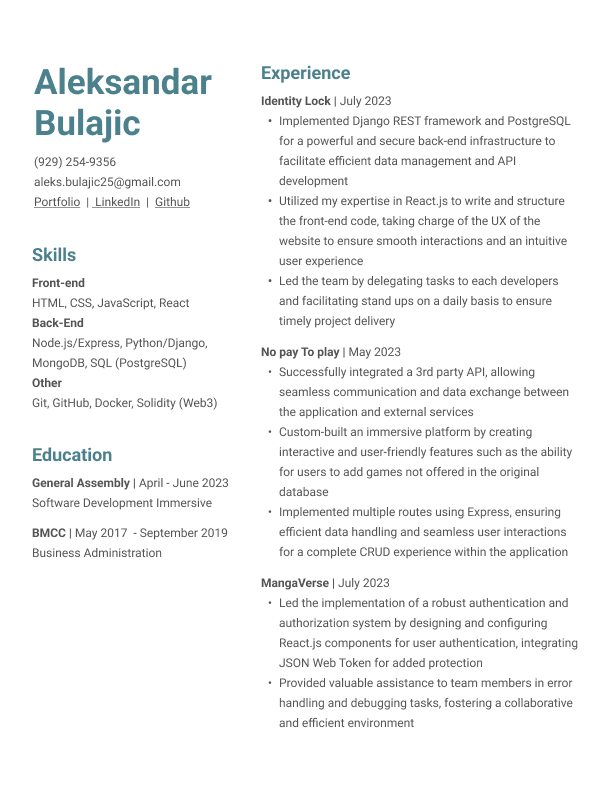 Aleksandar
Bulajic
(929) 254-9356
aleks.bulajic25@gmail.com
Portfolio | LinkedIn | Github
Skills
Front-end
HTML, CSS, JavaScript, React
Back-End
Node.js/Express, Python/Django,
MongoDB, SQL (PostgreSQL)
Other
Git, GitHub, Docker, Solidity (Web3)
Education
General Assembly | April - June 2023
Software Development Immersive
BMCC | May 2017 - September 2019
Business Administration
Experience
Identity Lock | July 2023
• Implemented Django REST framework and PostgreSQL
for a powerful and secure back-end infrastructure to
facilitate efficient data management and API
development
• Utilized my expertise in React.js to write and structure
the front-end code, taking charge of the UX of the
website to ensure smooth interactions and an intuitive
user experience
• Led the team by delegating tasks to each developers
and facilitating stand ups on a daily basis to ensure
timely project delivery
No pay To play | May 2023
• Successfully integrated a 3rd party API, allowing
seamless communication and data exchange between
the application and external services
• Custom-built an immersive platform by creating
interactive and user-friendly features such as the ability
for users to add games not offered in the original
database
• Implemented multiple routes using Express, ensuring
efficient data handling and seamless user interactions
for a complete CRUD experience within the application
MangaVerse | July 2023
• Led the implementation of a robust authentication and
authorization system by designing and configuring
React.js components for user authentication, integrating
JSON Web Token for added protection
• Provided valuable assistance to team members in error
handling and debugging tasks, fostering a collaborative
and efficient environment